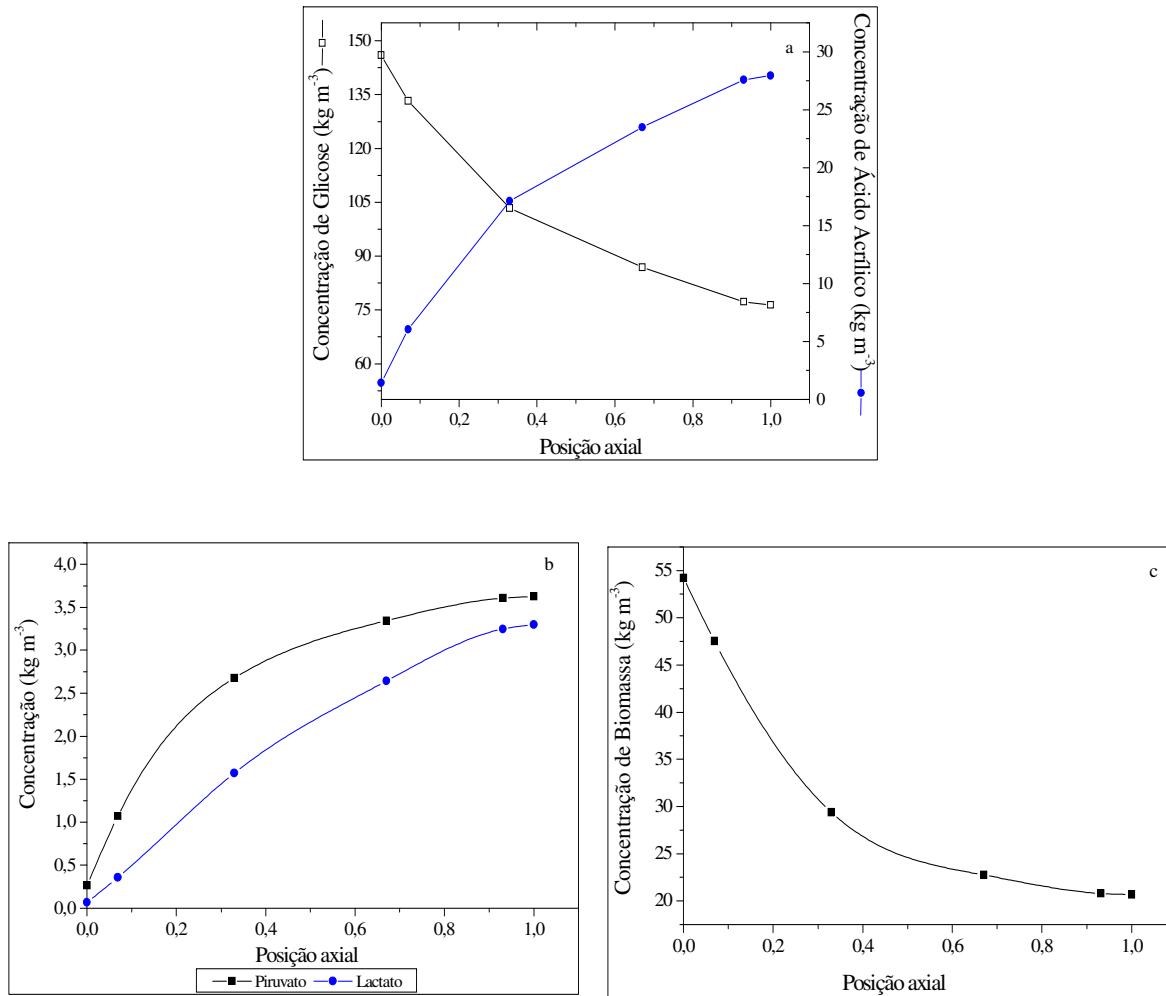 a
Concentração de Glicose (kg m⁻³)
150
135
120
105
90
75
60
Concentração de Ácido Acrílico (kg m⁻³)
30
25
20
15
10
5
0
0,0 0,2 0,4 0,6 0,8 1,0
Posição axial
b
Concentração (kg m⁻³)
4,0
3,5
3,0
2,5
2,0
1,5
1,0
0,5
0,0
0,0 0,2 0,4 0,6 0,8 1,0
Posição axial
Piruvato Lactato
c
Concentração de Biomassa (kg m⁻³)
55
50
45
40
35
30
25
20
0,0 0,2 0,4 0,6 0,8 1,0
Posição axial